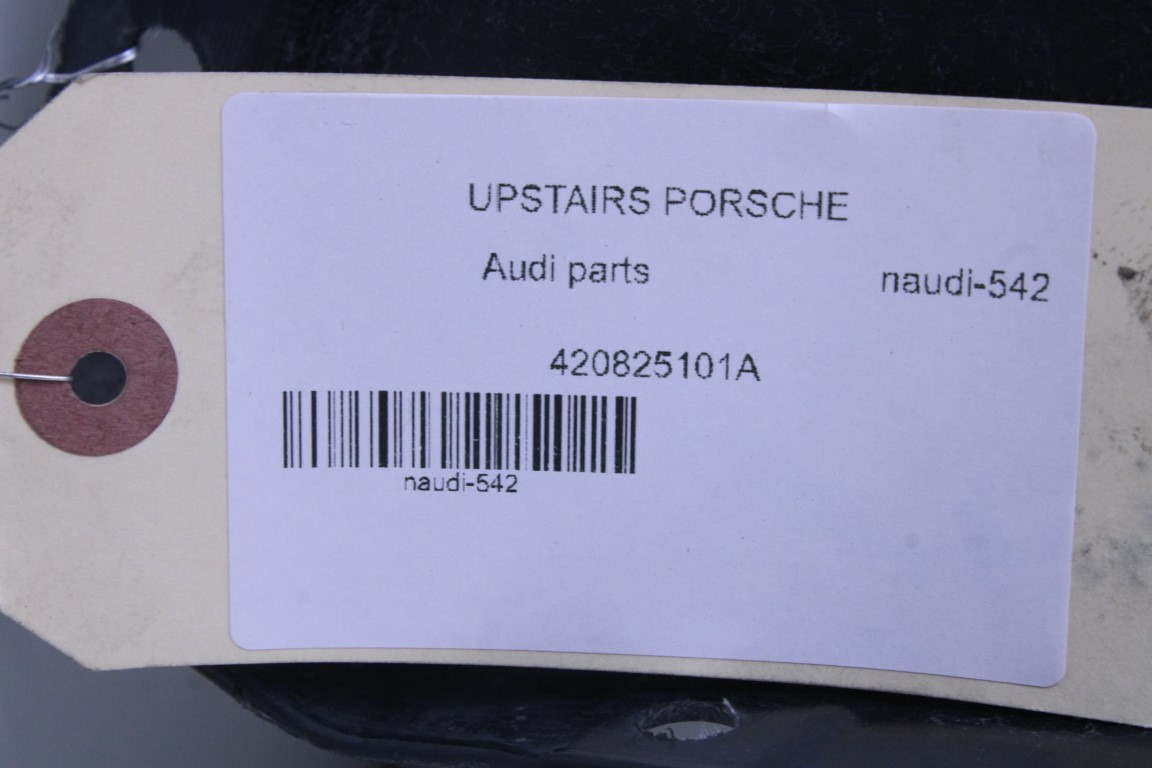 UPSTAIRS PORSCHE
Audi parts naudi-542
420825101A
naudi-542